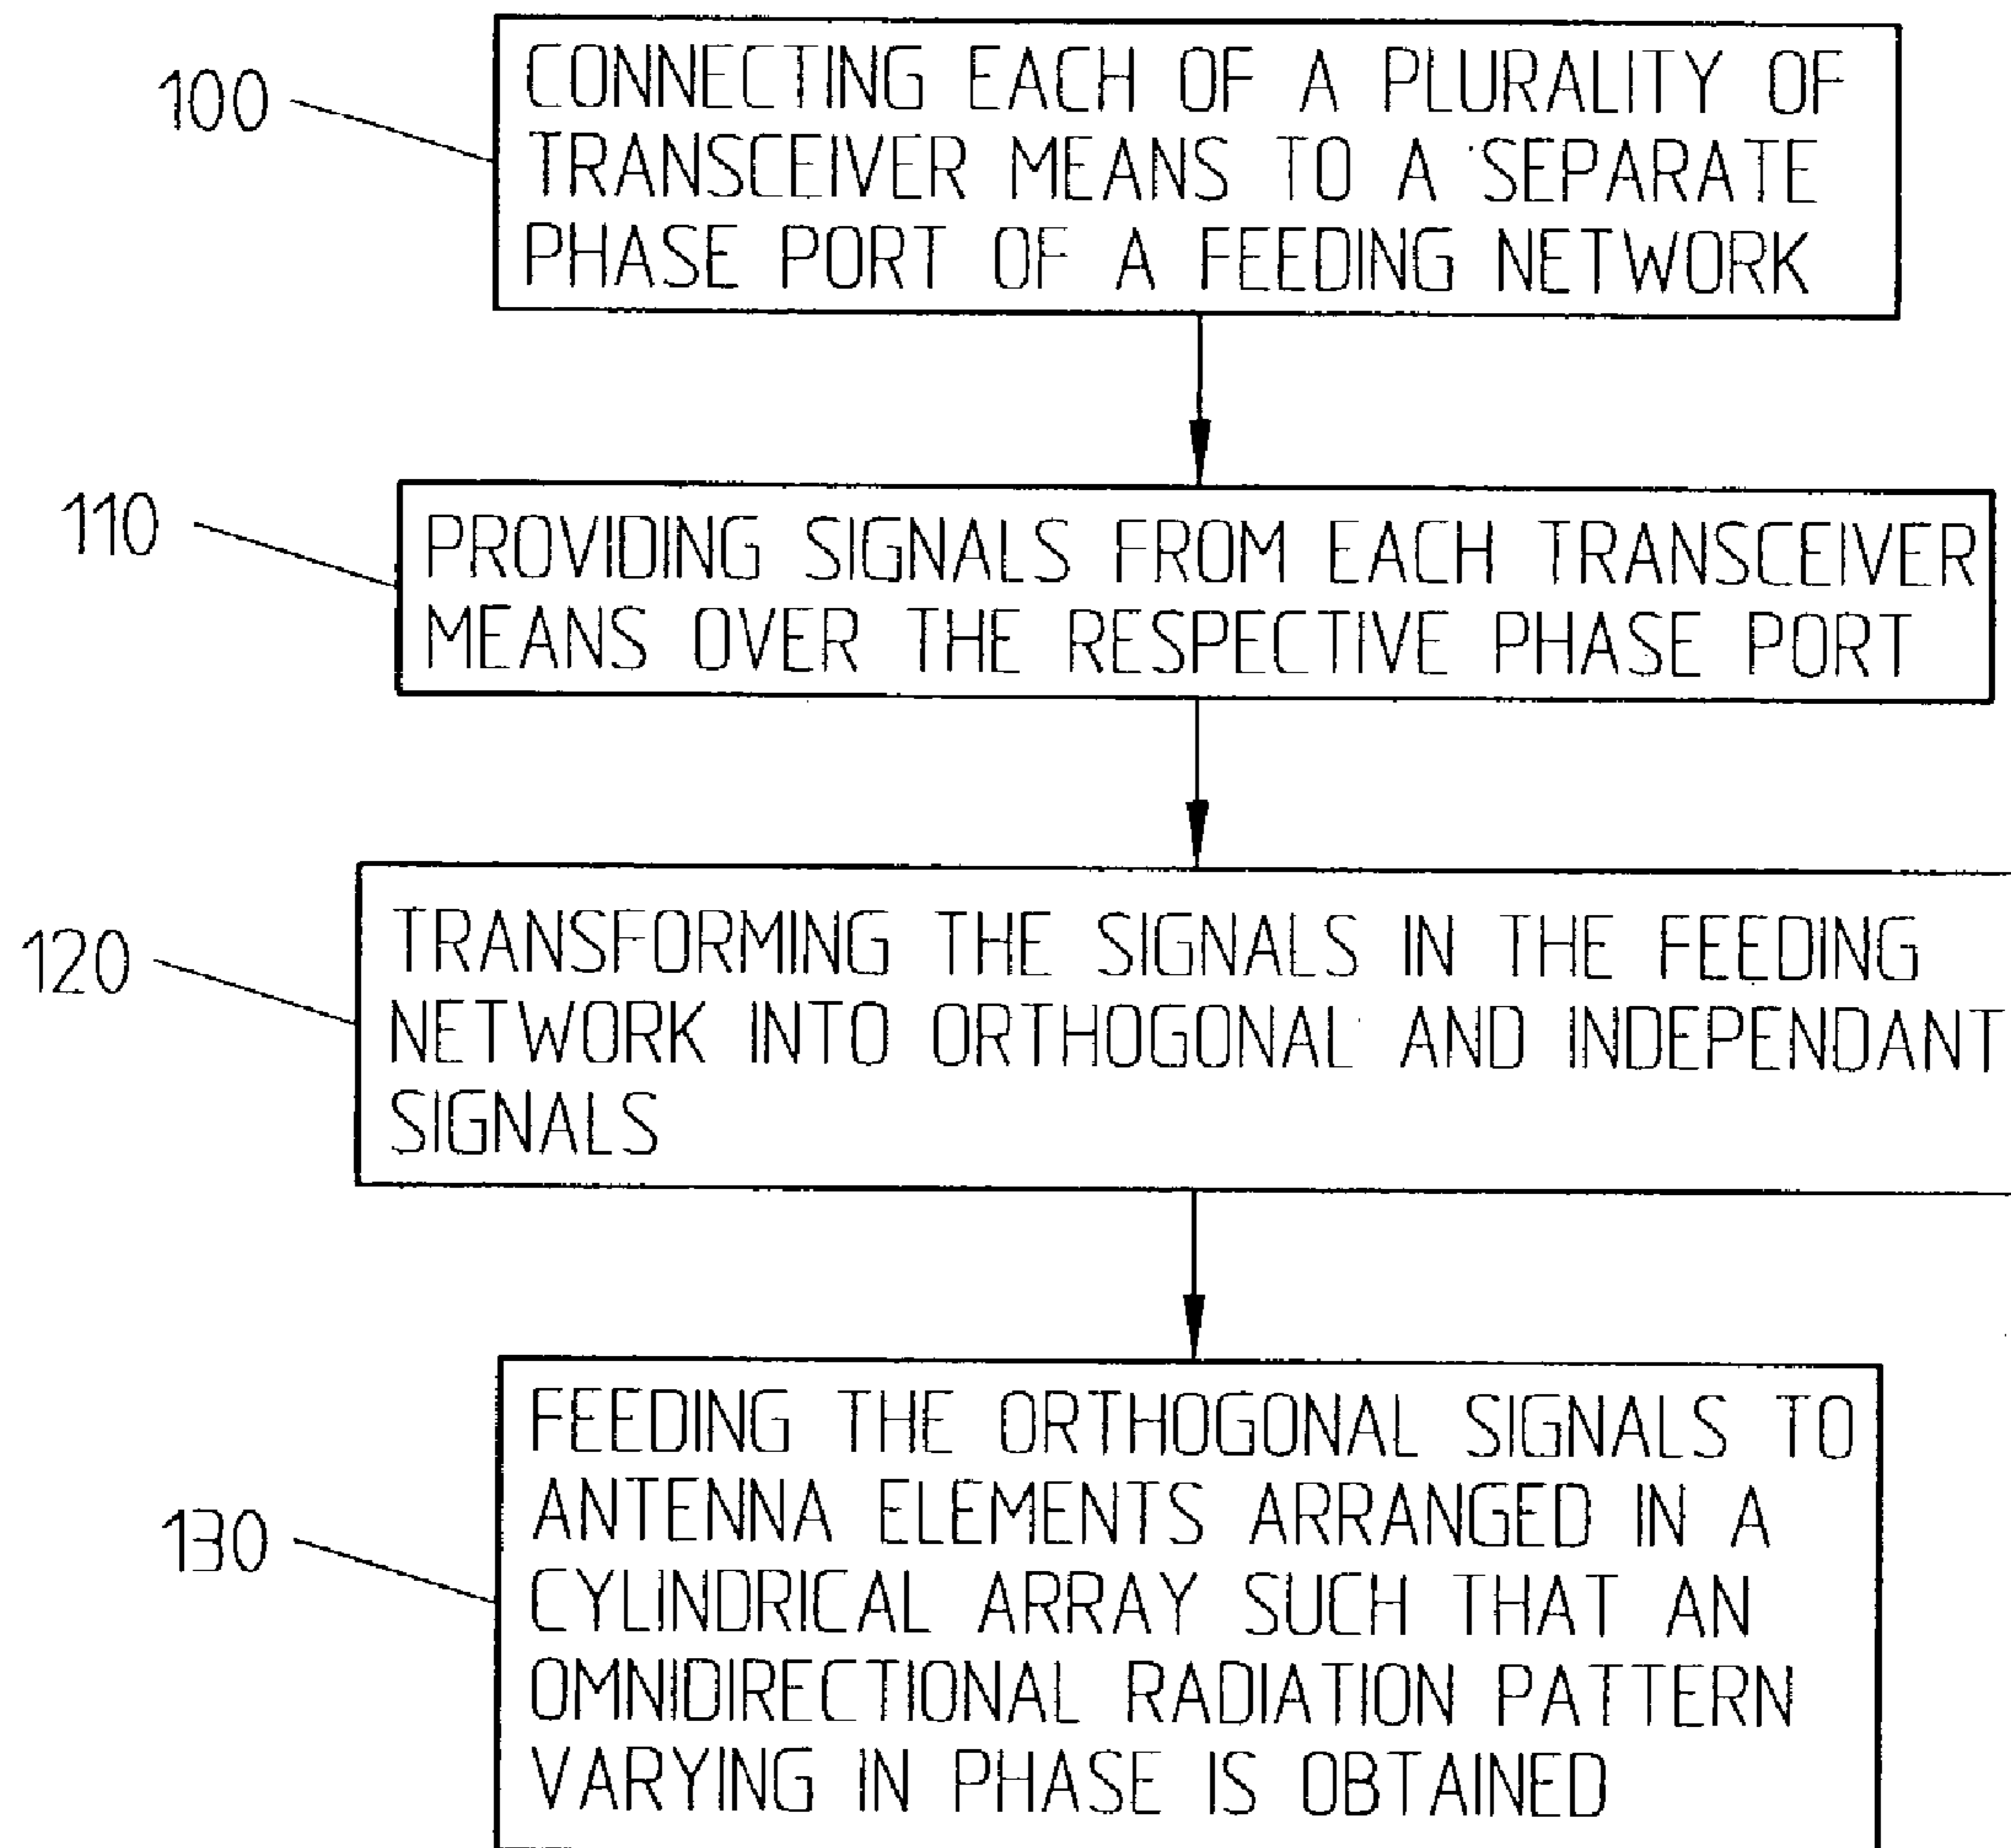 100
CONNECTING EACH OF A PLURALITY OF
TRANSCEIVER MEANS TO A SEPARATE
PHASE PORT OF A FEEDING NETWORK
110
PROVIDING SIGNALS FROM EACH TRANSCEIVER
MEANS OVER THE RESPECTIVE PHASE PORT
120
TRANSFORMING THE SIGNALS IN THE FEEDING
NETWORK INTO ORTHOGONAL AND INDEPENDANT
SIGNALS
130
FEEDING THE ORTHOGONAL SIGNALS TO
ANTENNA ELEMENTS ARRANGED IN A
CYLINDRICAL ARRAY SUCH THAT AN
OMNIDIRECTIONAL RADIATION PATTERN
VARYING IN PHASE IS OBTAINED